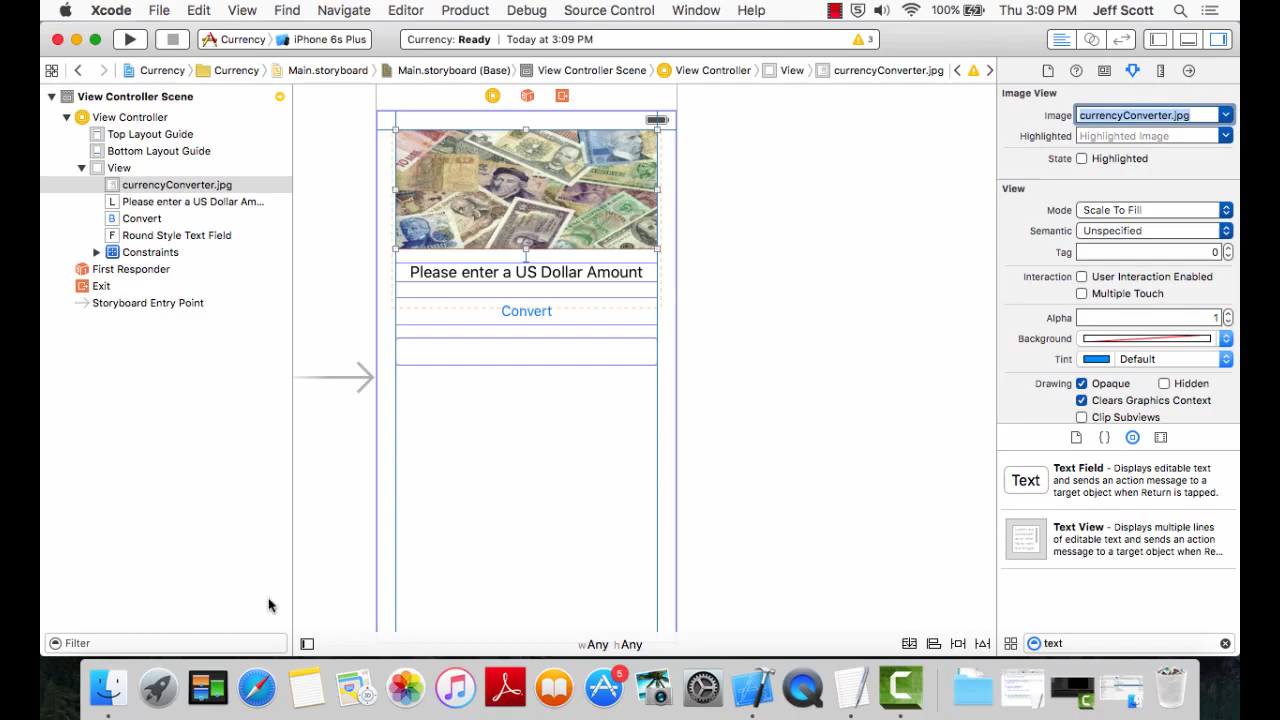 Xcode File Edit View Find Navigate Editor Product Debug Source Control Window Help 100% Thu 3:09 PM Jeff Scott
Currency iPhone 6s Plus Currency: Ready Today at 3:09 PM 3
Currency Currency Main.storyboard Main.storyboard (Base) View Controller Scene View Controller View currencyConverter.jpg
View Controller Scene
View Controller
Top Layout Guide
Bottom Layout Guide
View
currencyConverter.jpg
L Please enter a US Dollar Am...
B Convert
F Round Style Text Field
Constraints
First Responder
Exit
Storyboard Entry Point
Filter
Please enter a US Dollar Amount
Convert
wAny hAny
Image View
Image currencyConverter.jpg
Highlighted Highlighted Image
State Highlighted
View
Mode Scale To Fill
Semantic Unspecified
Tag 0
Interaction User Interaction Enabled
Multiple Touch
Alpha 1
Background
Tint Default
Drawing Opaque Hidden
Clears Graphics Context
Clip Subviews
{}
Text
Text Field - Displays editable text
and sends an action message to a
target object when Return is tapped.
Text View - Displays multiple lines
of editable text and sends an action
message to a target object when Re...
text
5